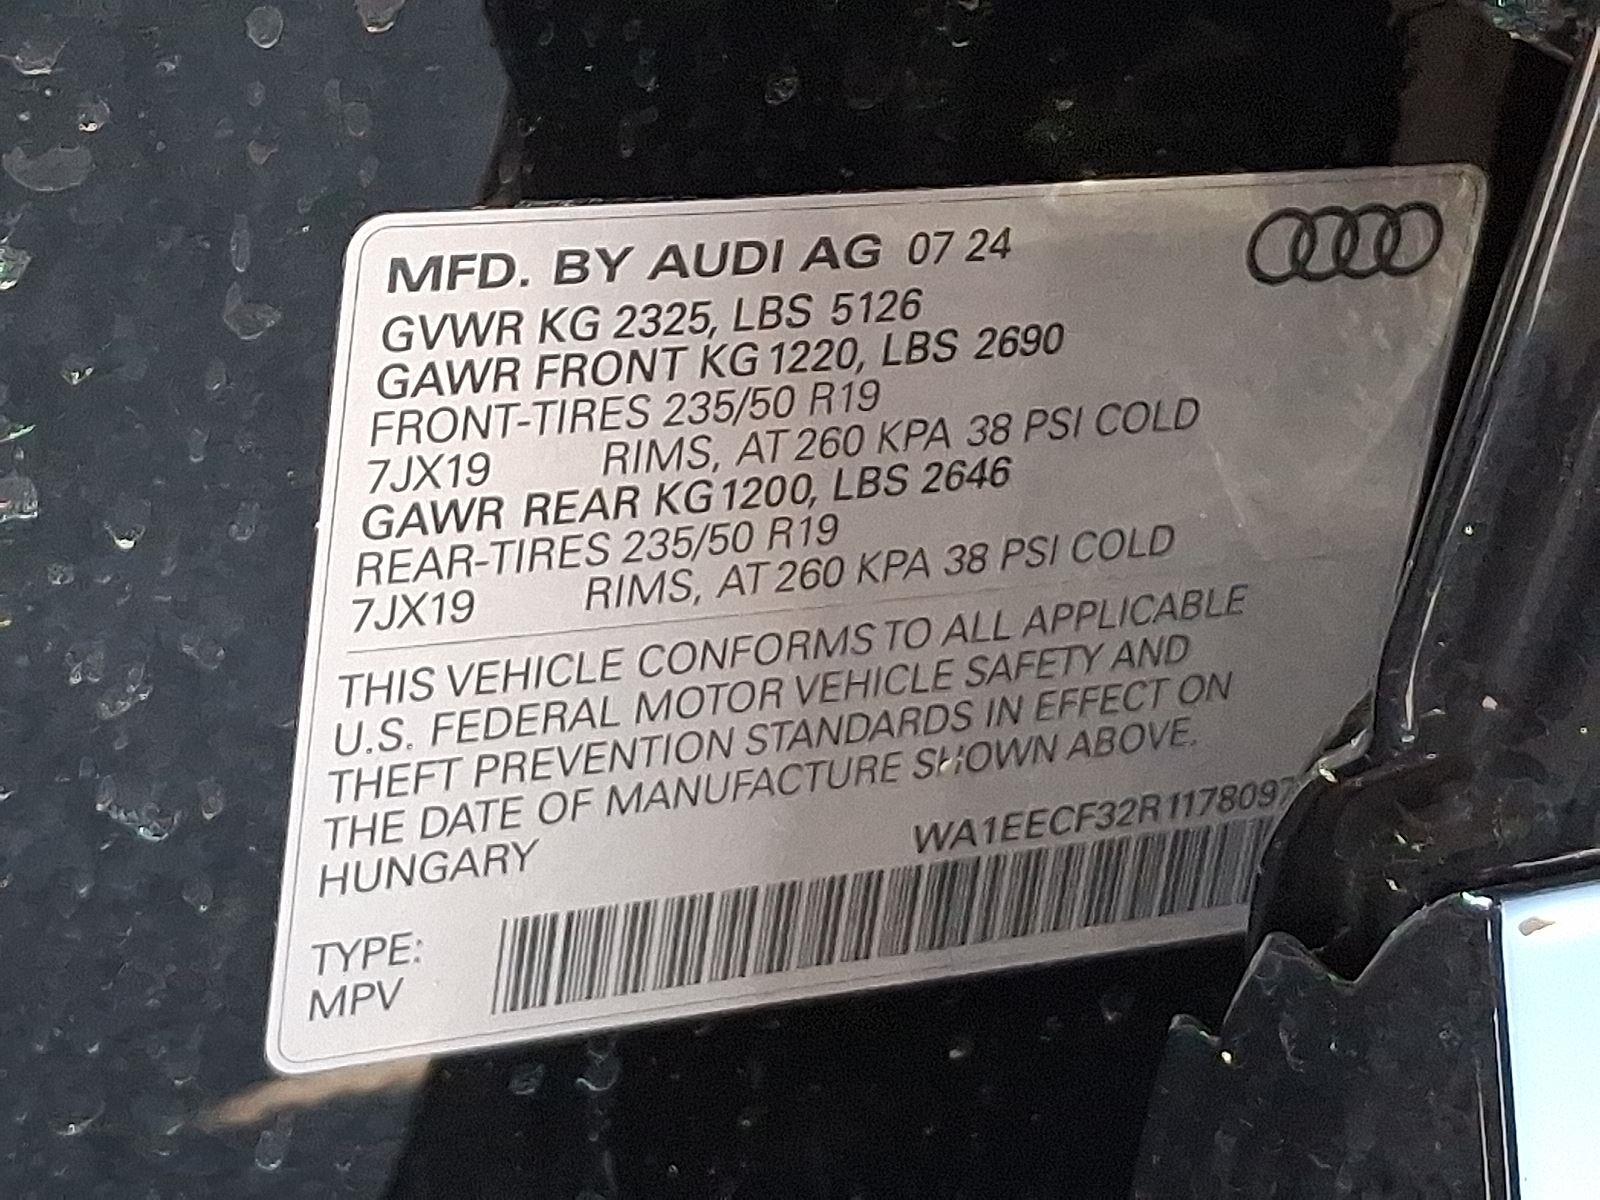 MFD. BY AUDI AG 07 24
GVWR KG 2325, LBS 5126
GAWR FRONT KG 1220, LBS 2690
FRONT-TIRES 235/50 R19
7JX19 RIMS, AT 260 KPA 38 PSI COLD
GAWR REAR KG 1200, LBS 2646
REAR-TIRES 235/50 R19
7JX19 RIMS, AT 260 KPA 38 PSI COLD
THIS VEHICLE CONFORMS TO ALL APPLICABLE
U.S. FEDERAL MOTOR VEHICLE SAFETY AND
THEFT PREVENTION STANDARDS IN EFFECT ON
THE DATE OF MANUFACTURE SHOWN ABOVE.
HUNGARY WA1EECF32R1178097
TYPE:
MPV